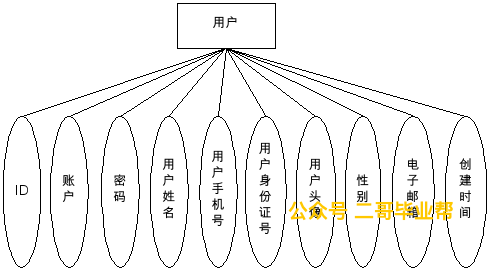 用户
ID
账户
密码
用户姓名
用户手机号
用户身份证号
用户头像
性别
电子邮箱
创建时间
公众号 二哥毕业帮